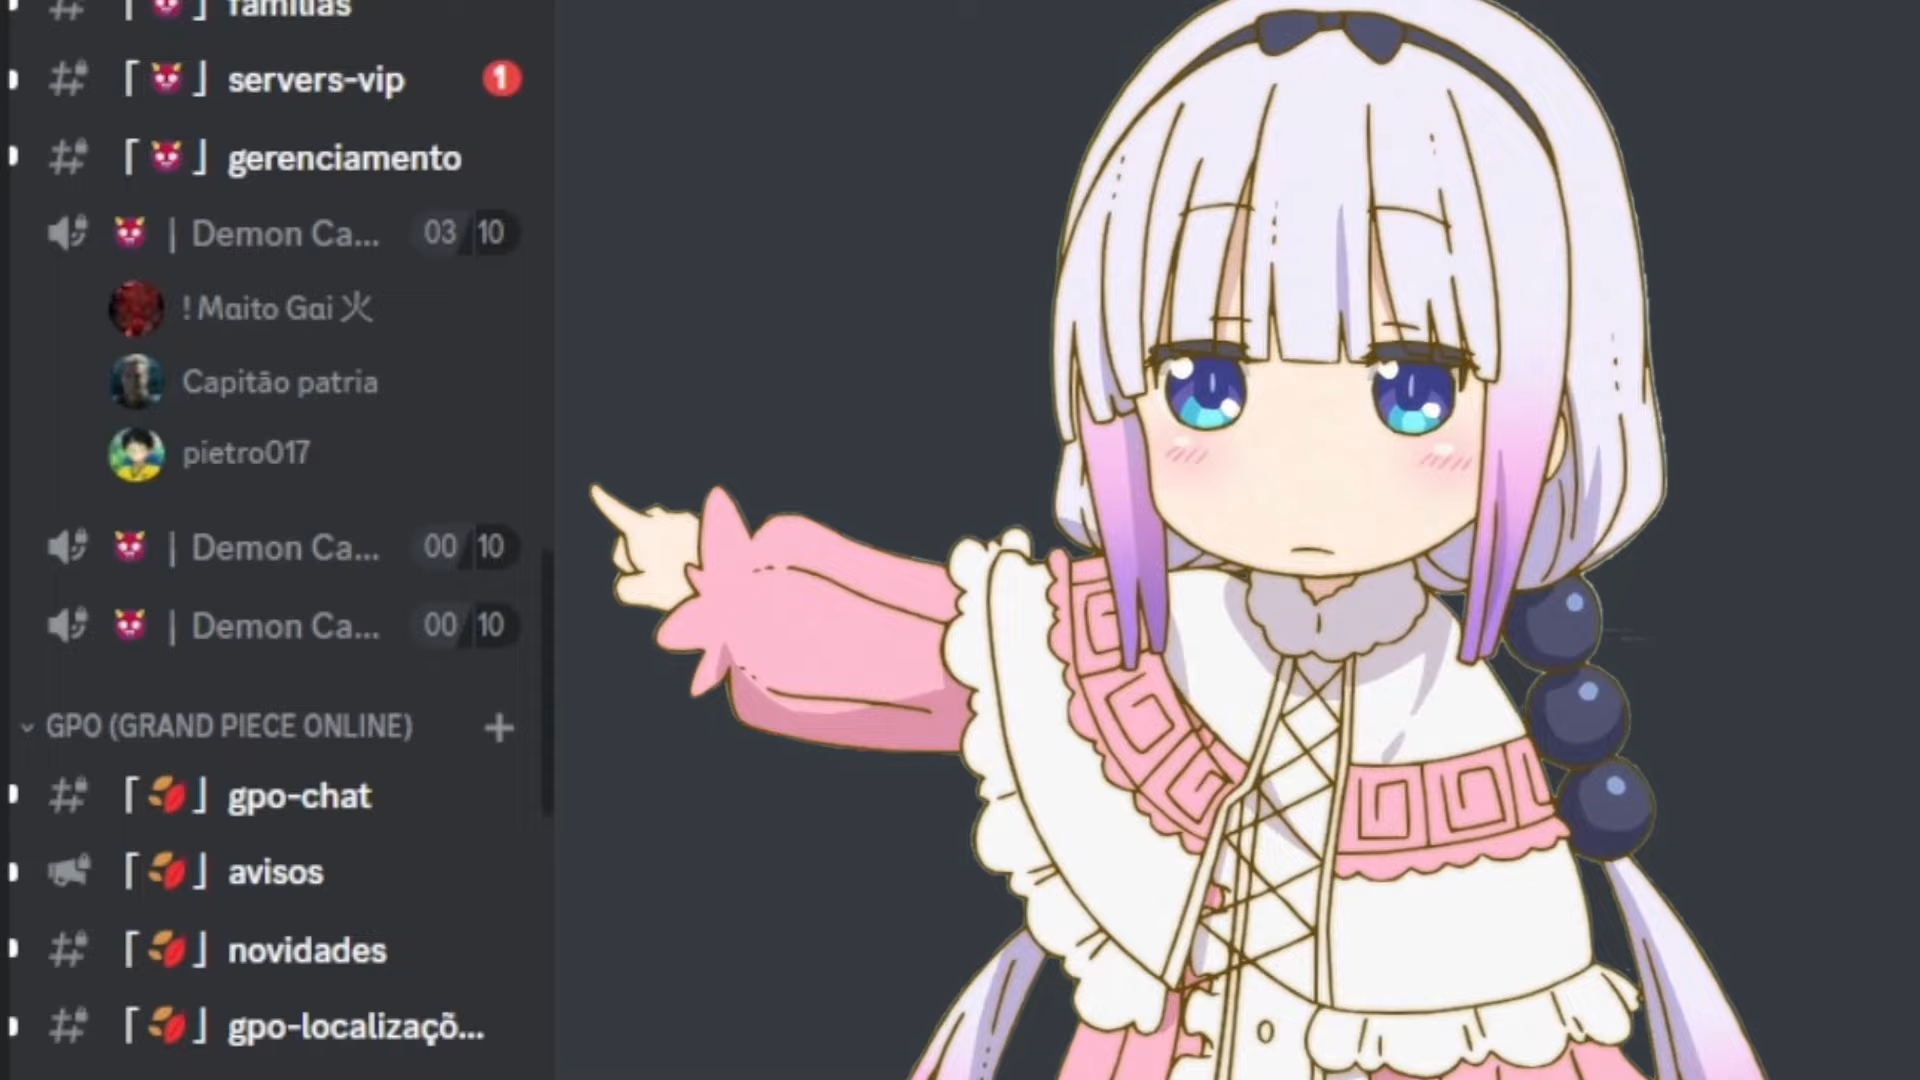 「 」 famílias
「 」 servers-vip 1
「 」 gerenciamento
| Demon Ca... 03 10
! Maito Gai 火
Capitão patria
pietro017
| Demon Ca... 00 10
| Demon Ca... 00 10
GPO (GRAND PIECE ONLINE) +
「 」 gpo-chat
「 」 avisos
「 」 novidades
「 」 gpo-localizaçõ...